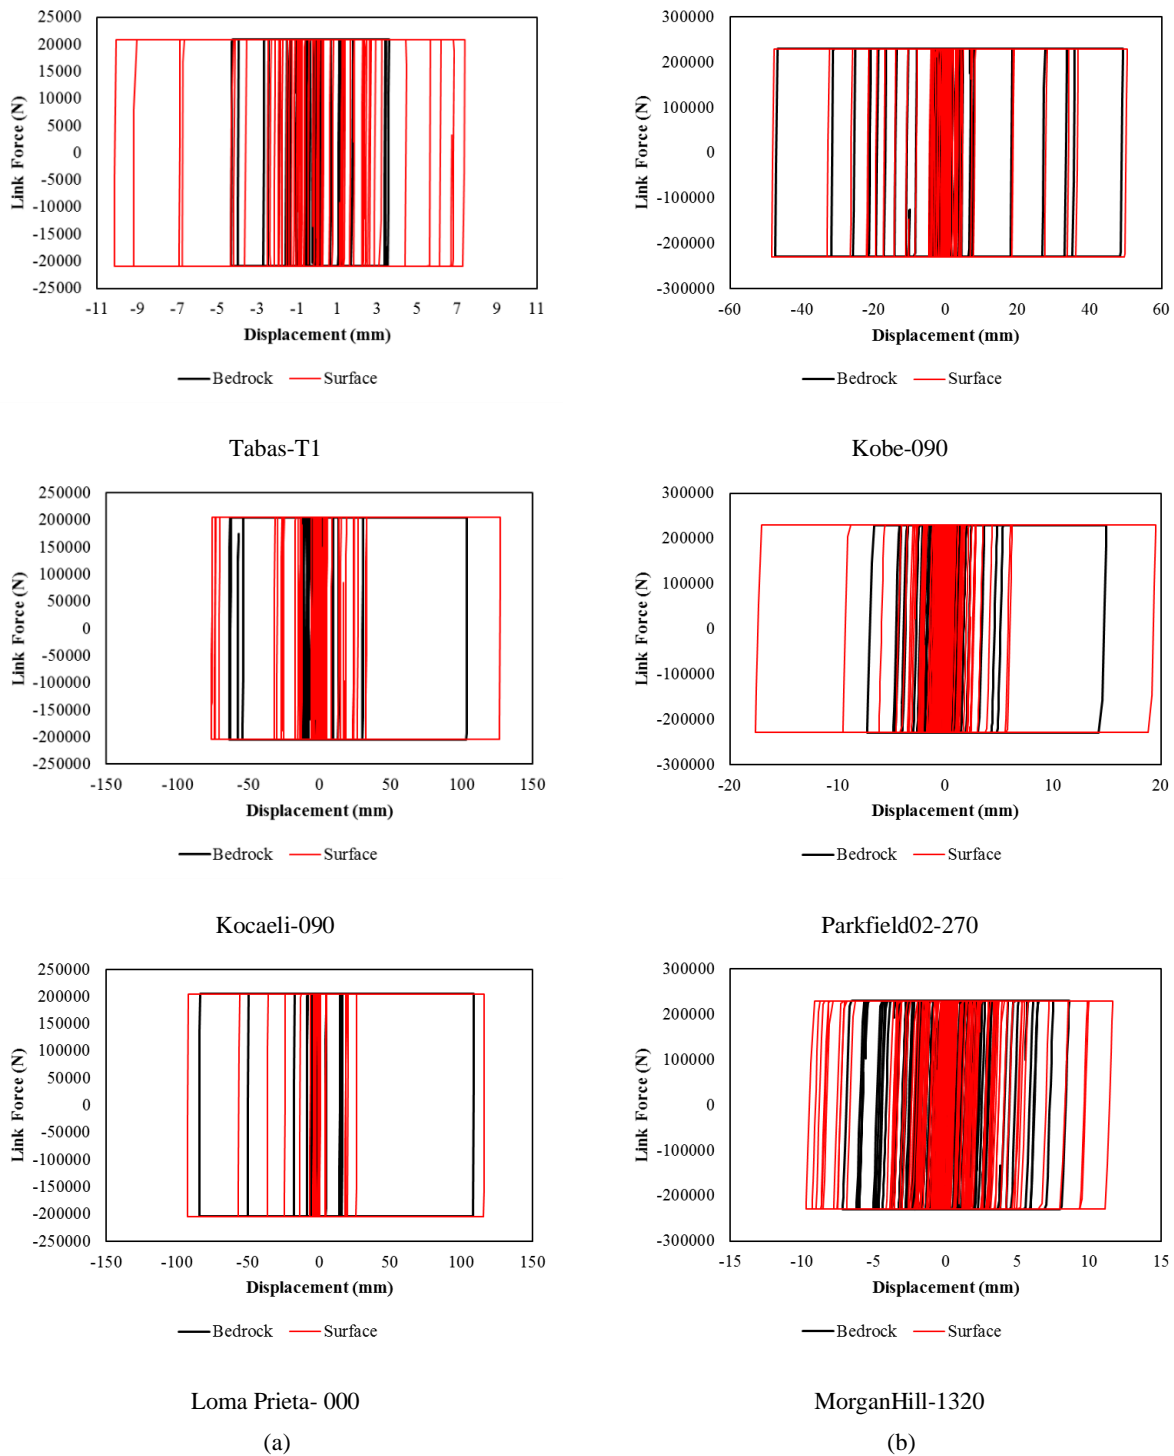 25000
20000
15000
10000
5000
0
-5000
-10000
-15000
-20000
-25000
Link Force (N)
-11 -9 -7 -5 -3 -1 1 3 5 7 9 11
Displacement (mm)
Bedrock Surface
Tabas-T1
300000
200000
100000
0
-100000
-200000
-300000
Link Force (N)
-60 -40 -20 0 20 40 60
Displacement (mm)
Bedrock Surface
Kobe-090
250000
200000
150000
100000
50000
0
-50000
-100000
-150000
-200000
-250000
Link Force (N)
-150 -100 -50 0 50 100 150
Displacement (mm)
Bedrock Surface
Kocaeli-090
300000
200000
100000
0
-100000
-200000
-300000
Link Force (N)
-20 -10 0 10 20
Displacement (mm)
Bedrock Surface
Parkfield02-270
250000
200000
150000
100000
50000
0
-50000
-100000
-150000
-200000
-250000
Link Force (N)
-150 -100 -50 0 50 100 150
Displacement (mm)
Bedrock Surface
Loma Prieta- 000
(a)
300000
200000
100000
0
-100000
-200000
-300000
Link Force (N)
-15 -10 -5 0 5 10 15
Displacement (mm)
Bedrock Surface
MorganHill-1320
(b)